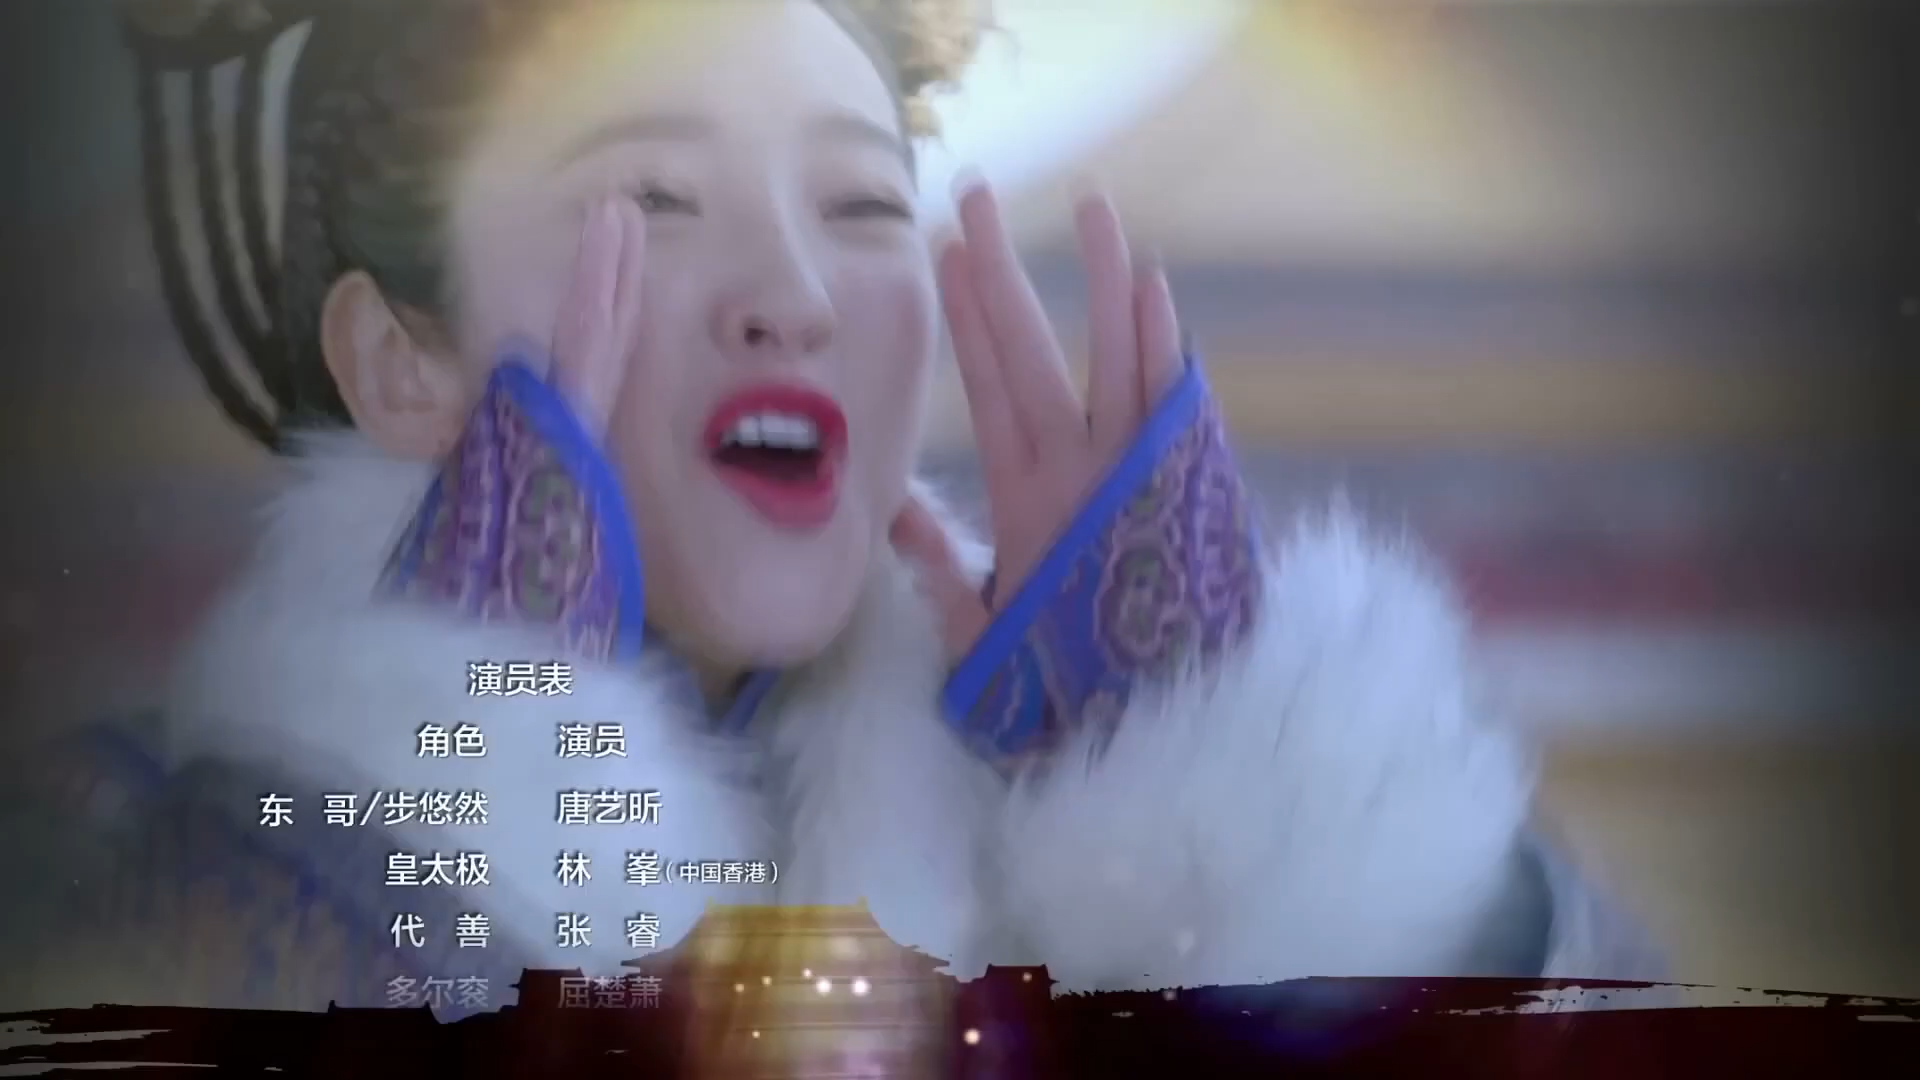 演员表
角色 演员
东 哥/步悠然 唐艺昕
皇太极 林 峯(中国香港)
代 善 张 睿
多尔衮 屈楚萧